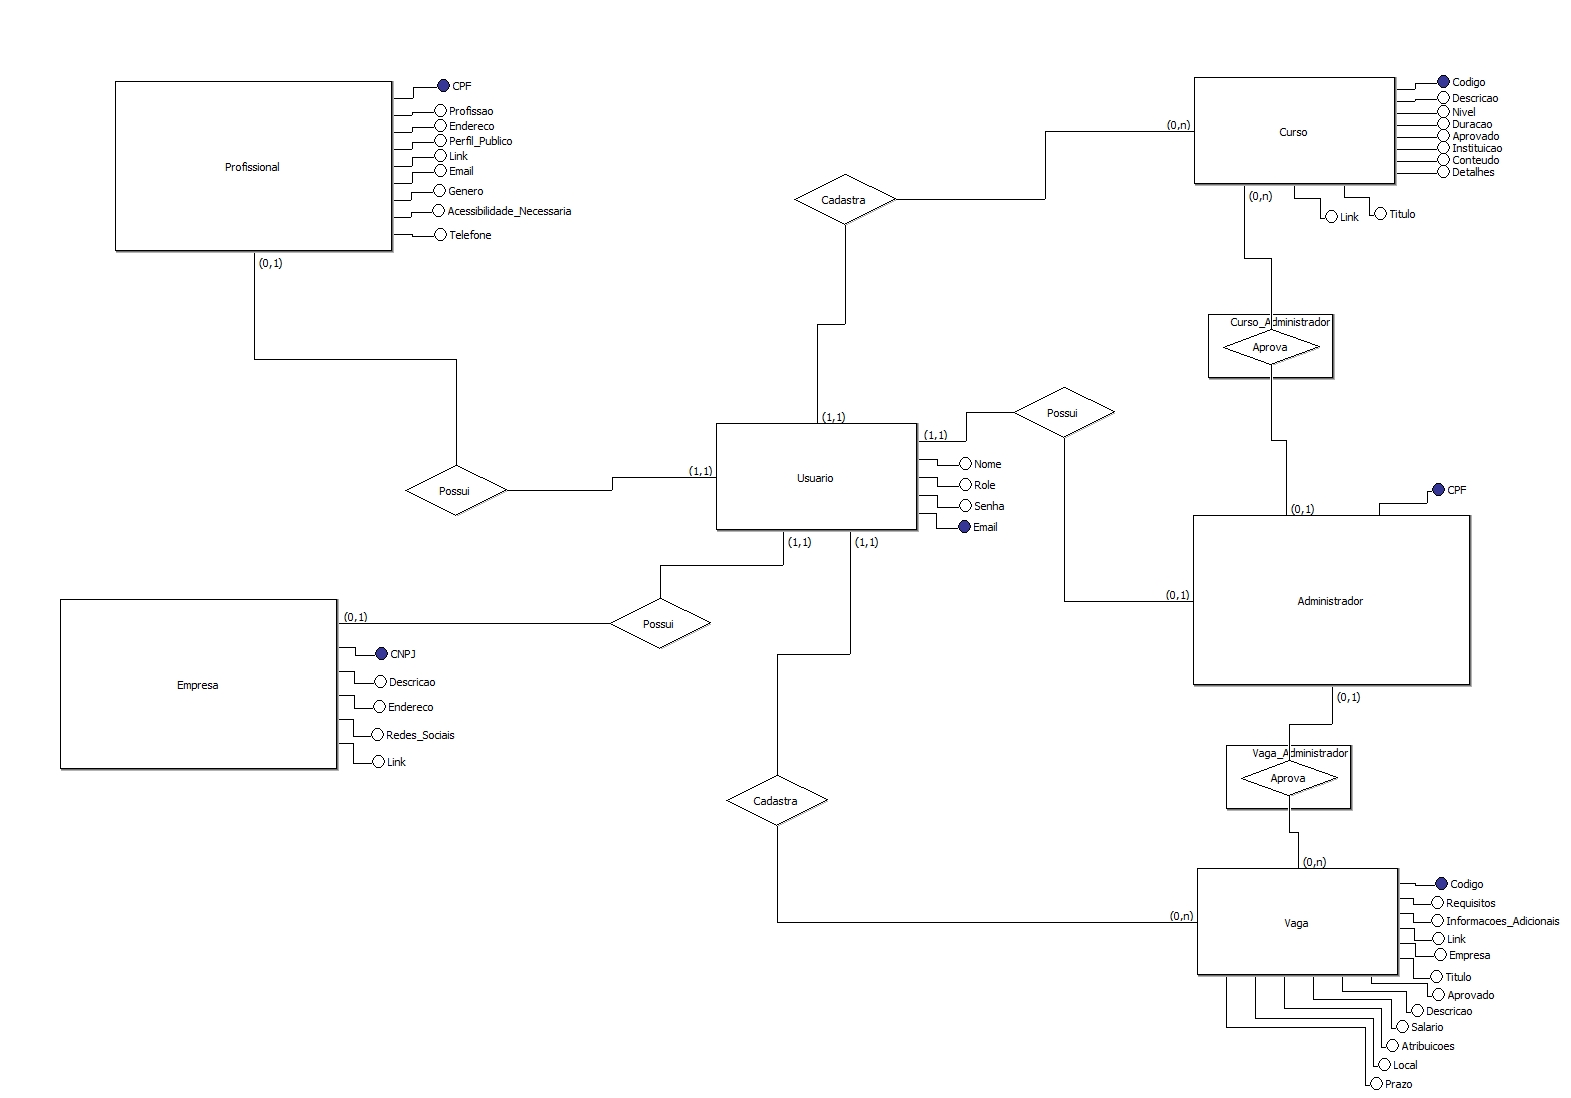 Profissional
CPF
Profissao
Endereco
Perfil_Publico
Link
Email
Genero
Acessibilidade_Necessaria
Telefone
(0,1)
Possui
(1,1)
Cadastra
(0,n)
Curso
Codigo
Descricao
Nivel
Duracao
Aprovado
Instituicao
Conteudo
Detalhes
(0,n)
Link
Titulo
Curso_Administrador
Aprova
(1,1)
Usuario
(1,1)
Nome
Role
Senha
Email
Possui
(0,1)
CPF
(0,1)
Administrador
(0,1)
(1,1)
(1,1)
Possui
(0,1)
Empresa
CNPJ
Descricao
Endereco
Redes_Sociais
Link
Cadastra
(0,n)
Vaga_Administrador
Aprova
(0,n)
Vaga
Codigo
Requisitos
Informacoes_Adicionais
Link
Empresa
Titulo
Aprovado
Descricao
Salario
Atribuicoes
Local
Prazo